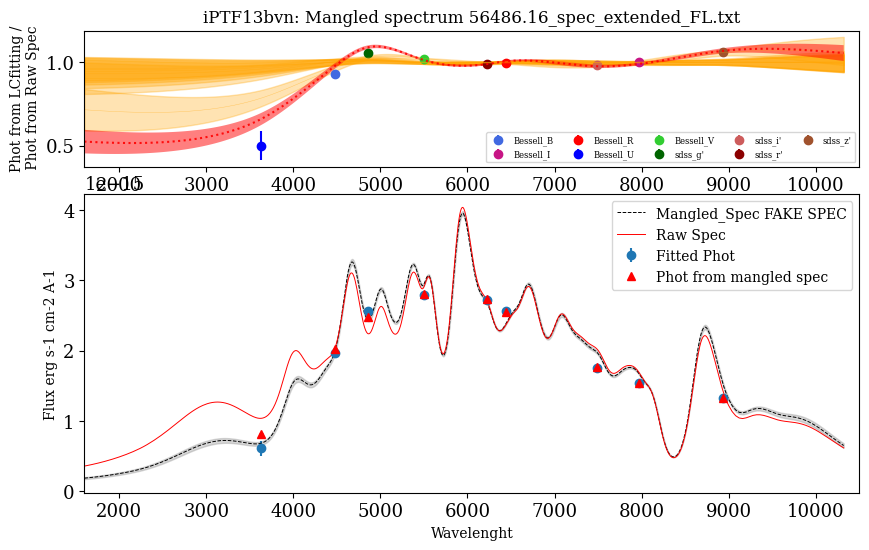 iPTF13bvn: Mangled spectrum 56486.16_spec_extended_FL.txt
Phot from LCfitting /
Phot from Raw Spec
1.0
0.5
Bessell_B Bessell_R Bessell_V sdss_i' sdss_z'
Bessell_I Bessell_U sdss_g' sdss_r'
2000 3000 4000 5000 6000 7000 8000 9000 10000
1e−15
Flux erg s-1 cm-2 A-1
4
3
2
1
0
Mangled_Spec FAKE SPEC
Raw Spec
Fitted Phot
Phot from mangled spec
2000 3000 4000 5000 6000 7000 8000 9000 10000
Wavelenght